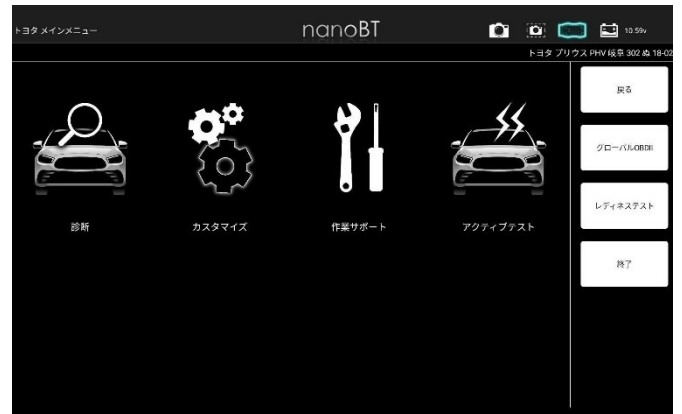 トヨタ メインメニュー
nanoBT
10.59v
トヨタ プリウス PHV 岐阜 302 ぬ 18-02
戻る
グローバルOBDII
レディネステスト
終了
診断
カスタマイズ
作業サポート
アクティブテスト